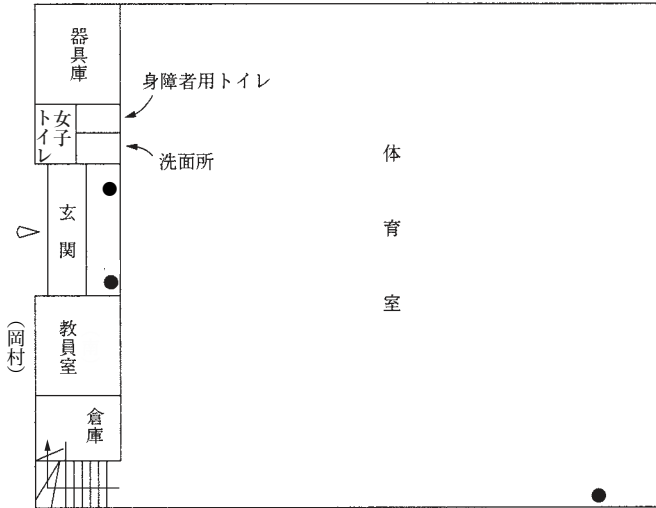 器具庫
身障者用トイレ
女子
トイレ
洗面所
体育室
玄関
教員室
(岡村)
倉庫